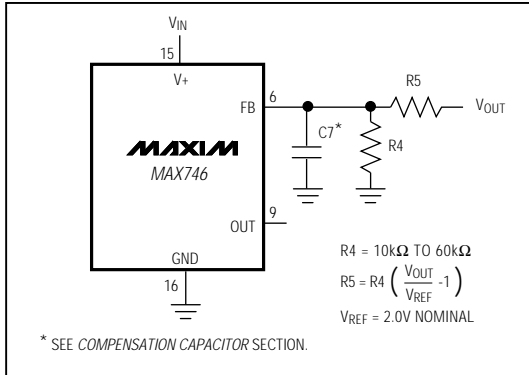 VIN
15
V+
6
FB
R5
VOUT
C7*
R4
MAXIM
MAX746
9
OUT
GND
16
R4 = 10kΩ TO 60kΩ
R5 = R4 ( VOUT / VREF -1 )
VREF = 2.0V NOMINAL
* SEE COMPENSATION CAPACITOR SECTION.